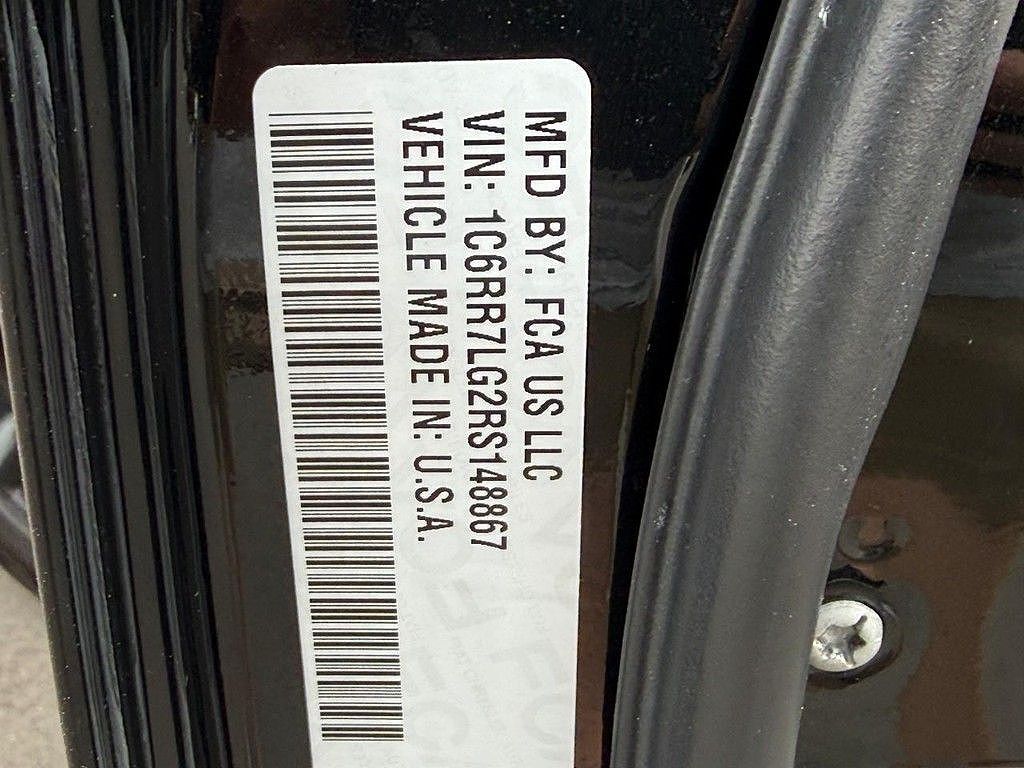 MFD BY: FCA US LLC
VIN: 1C6RR7LG2RS148867
VEHICLE MADE IN: U.S.A.